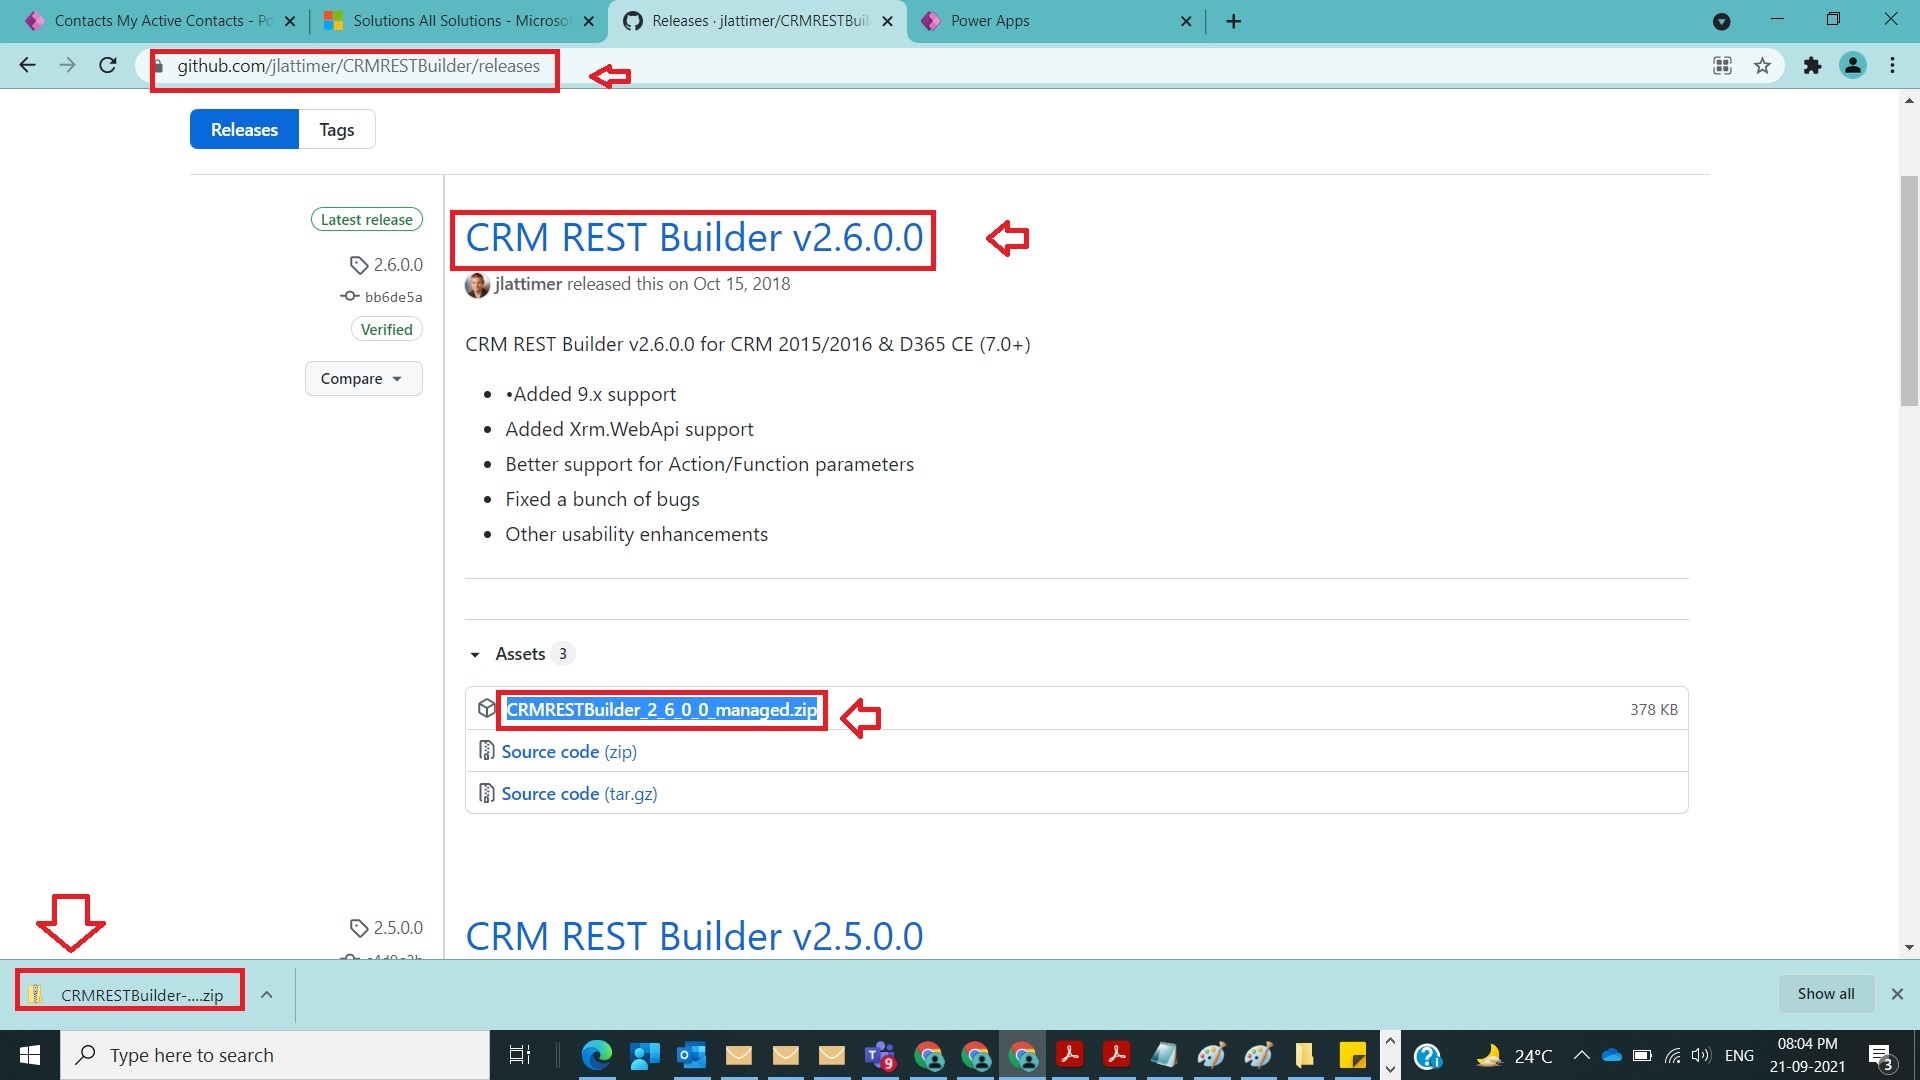 Contacts My Active Contacts - Po
Solutions All Solutions - Microso
Releases · jlattimer/CRMRESTBuil
Power Apps
github.com/jlattimer/CRMRESTBuilder/releases
Releases
Tags
Latest release
2.6.0.0
bb6de5a
Verified
Compare
CRM REST Builder v2.6.0.0
jlattimer released this on Oct 15, 2018
CRM REST Builder v2.6.0.0 for CRM 2015/2016 & D365 CE (7.0+)
• •Added 9.x support
• Added Xrm.WebApi support
• Better support for Action/Function parameters
• Fixed a bunch of bugs
• Other usability enhancements
Assets 3
CRMRESTBuilder_2_6_0_0_managed.zip 378 KB
Source code (zip)
Source code (tar.gz)
2.5.0.0
CRM REST Builder v2.5.0.0
CRMRESTBuilder-....zip
Show all
Type here to search
9
24°C
ENG
08:04 PM
21-09-2021
3